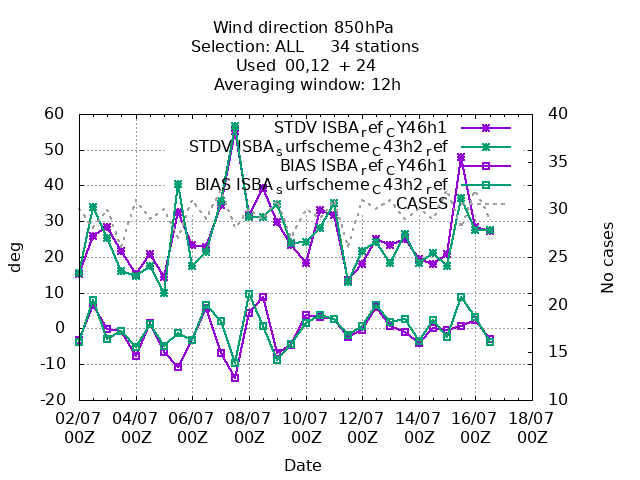 Wind direction 850hPa
Selection: ALL 34 stations
Used 00,12 + 24
Averaging window: 12h
60 40
STDV ISBA_ref_CY46h1
STDV ISBA_surfscheme_C43h2_ref
50 35
BIAS ISBA_ref_CY46h1
BIAS ISBA_surfscheme_C43h2_ref
40
CASES
30 30
20 25
10 20
0 15
-10
-20 10
deg
No cases
02/07 04/07 06/07 08/07 10/07 12/07 14/07 16/07 18/07
00Z 00Z 00Z 00Z 00Z 00Z 00Z 00Z 00Z
Date